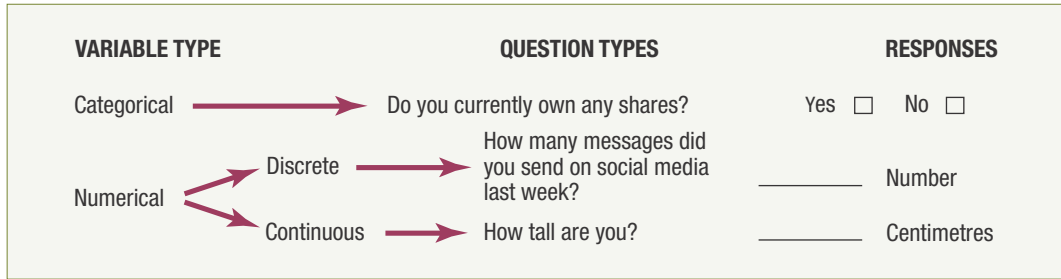 VARIABLE TYPE QUESTION TYPES RESPONSES
Categorical Do you currently own any shares? Yes No
Discrete How many messages did
you send on social media
last week?
Numerical Number
Continuous How tall are you? Centimetres